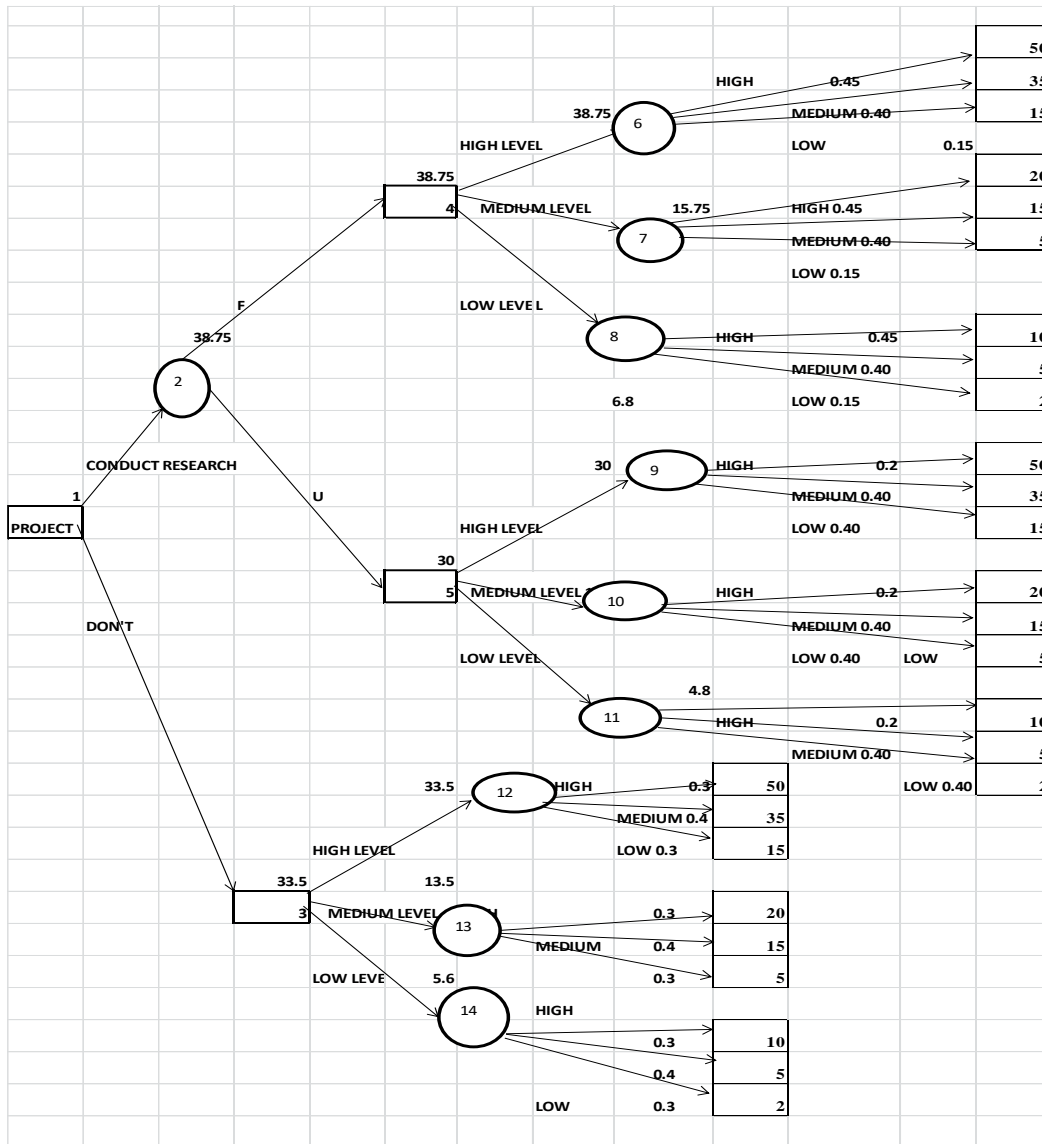 50
HIGH 0.45 35
38.75 6 MEDIUM 0.40 15
HIGH LEVEL LOW 0.15
38.75 20
4 MEDIUM LEVEL 15.75 HIGH 0.45 15
7 MEDIUM 0.40 5
LOW 0.15
F LOW LEVEL
38.75 8 HIGH 0.45 10
MEDIUM 0.40 5
2 6.8 LOW 0.15 2
CONDUCT RESEARCH 30 9 HIGH 0.2 50
1 U MEDIUM 0.40 35
PROJECT HIGH LEVEL LOW 0.40 15
30
5 MEDIUM LEVEL 10 HIGH 0.2 20
DON'T MEDIUM 0.40 15
LOW LEVEL LOW 0.40 LOW 5
4.8
11 HIGH 0.2 10
MEDIUM 0.40 5
33.5 12 HIGH 0.3 50 LOW 0.40 2
MEDIUM 0.4 35
HIGH LEVEL LOW 0.3 15
33.5 13.5
3 MEDIUM LEVEL 0.3 20
13 MEDIUM 0.4 15
LOW LEVE 5.6 0.3 5
14 HIGH
0.3 10
0.4 5
LOW 0.3 2